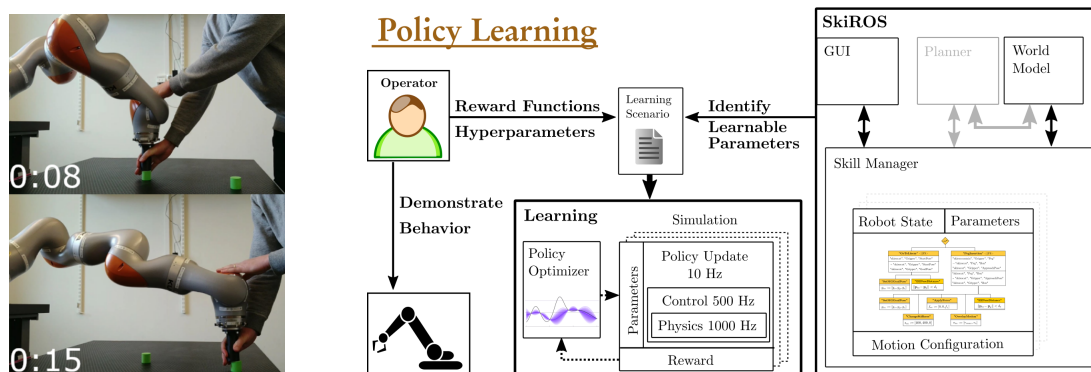 0:08
0:15
Policy Learning
Operator
Reward Functions
Hyperparameters
Learning
Scenario
Identify
Learnable
Parameters
Demonstrate
Behavior
Learning
Simulation
Policy
Optimizer
Parameters
Policy Update
10 Hz
Control 500 Hz
Physics 1000 Hz
Reward
SkiROS
GUI
Planner
World
Model
Skill Manager
Robot State
Parameters
Motion Configuration